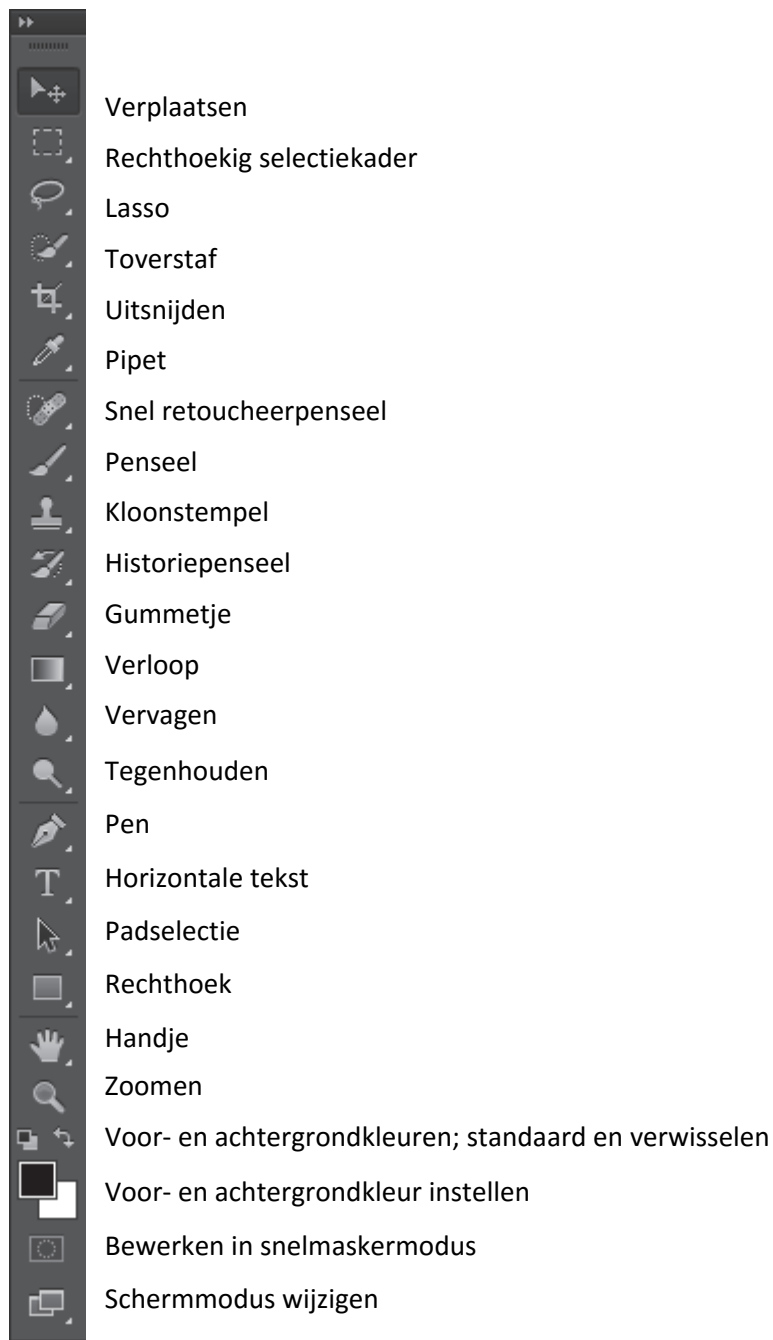 Verplaatsen
Rechthoekig selectiekader
Lasso
Toverstaf
Uitsnijden
Pipet
Snel retoucheerpenseel
Penseel
Kloonstempel
Historiepenseel
Gummetje
Verloop
Vervagen
Tegenhouden
Pen
Horizontale tekst
Padselectie
Rechthoek
Handje
Zoomen
Voor- en achtergrondkleuren; standaard en verwisselen
Voor- en achtergrondkleur instellen
Bewerken in snelmaskermodus
Schermmodus wijzigen